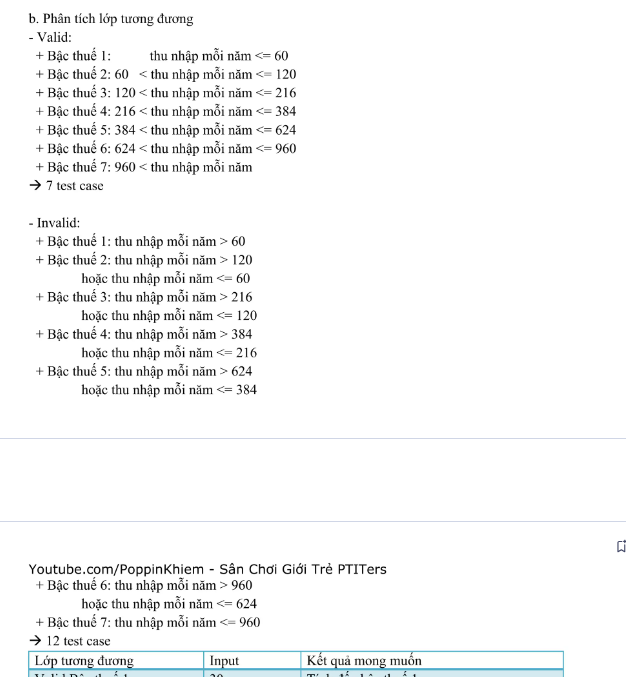 b. Phân tích lớp tương đương
- Valid:
+ Bậc thuế 1: thu nhập mỗi năm <= 60
+ Bậc thuế 2: 60 < thu nhập mỗi năm <= 120
+ Bậc thuế 3: 120 < thu nhập mỗi năm <= 216
+ Bậc thuế 4: 216 < thu nhập mỗi năm <= 384
+ Bậc thuế 5: 384 < thu nhập mỗi năm <= 624
+ Bậc thuế 6: 624 < thu nhập mỗi năm <= 960
+ Bậc thuế 7: 960 < thu nhập mỗi năm
→ 7 test case
- Invalid:
+ Bậc thuế 1: thu nhập mỗi năm > 60
+ Bậc thuế 2: thu nhập mỗi năm > 120
hoặc thu nhập mỗi năm <= 60
+ Bậc thuế 3: thu nhập mỗi năm > 216
hoặc thu nhập mỗi năm <= 120
+ Bậc thuế 4: thu nhập mỗi năm > 384
hoặc thu nhập mỗi năm <= 216
+ Bậc thuế 5: thu nhập mỗi năm > 624
hoặc thu nhập mỗi năm <= 384
Youtube.com/PoppinKhiem - Sân Chơi Giới Trẻ PTITers
+ Bậc thuế 6: thu nhập mỗi năm > 960
hoặc thu nhập mỗi năm <= 624
+ Bậc thuế 7: thu nhập mỗi năm <= 960
→ 12 test case
Lớp tương đương Input Kết quả mong muốn